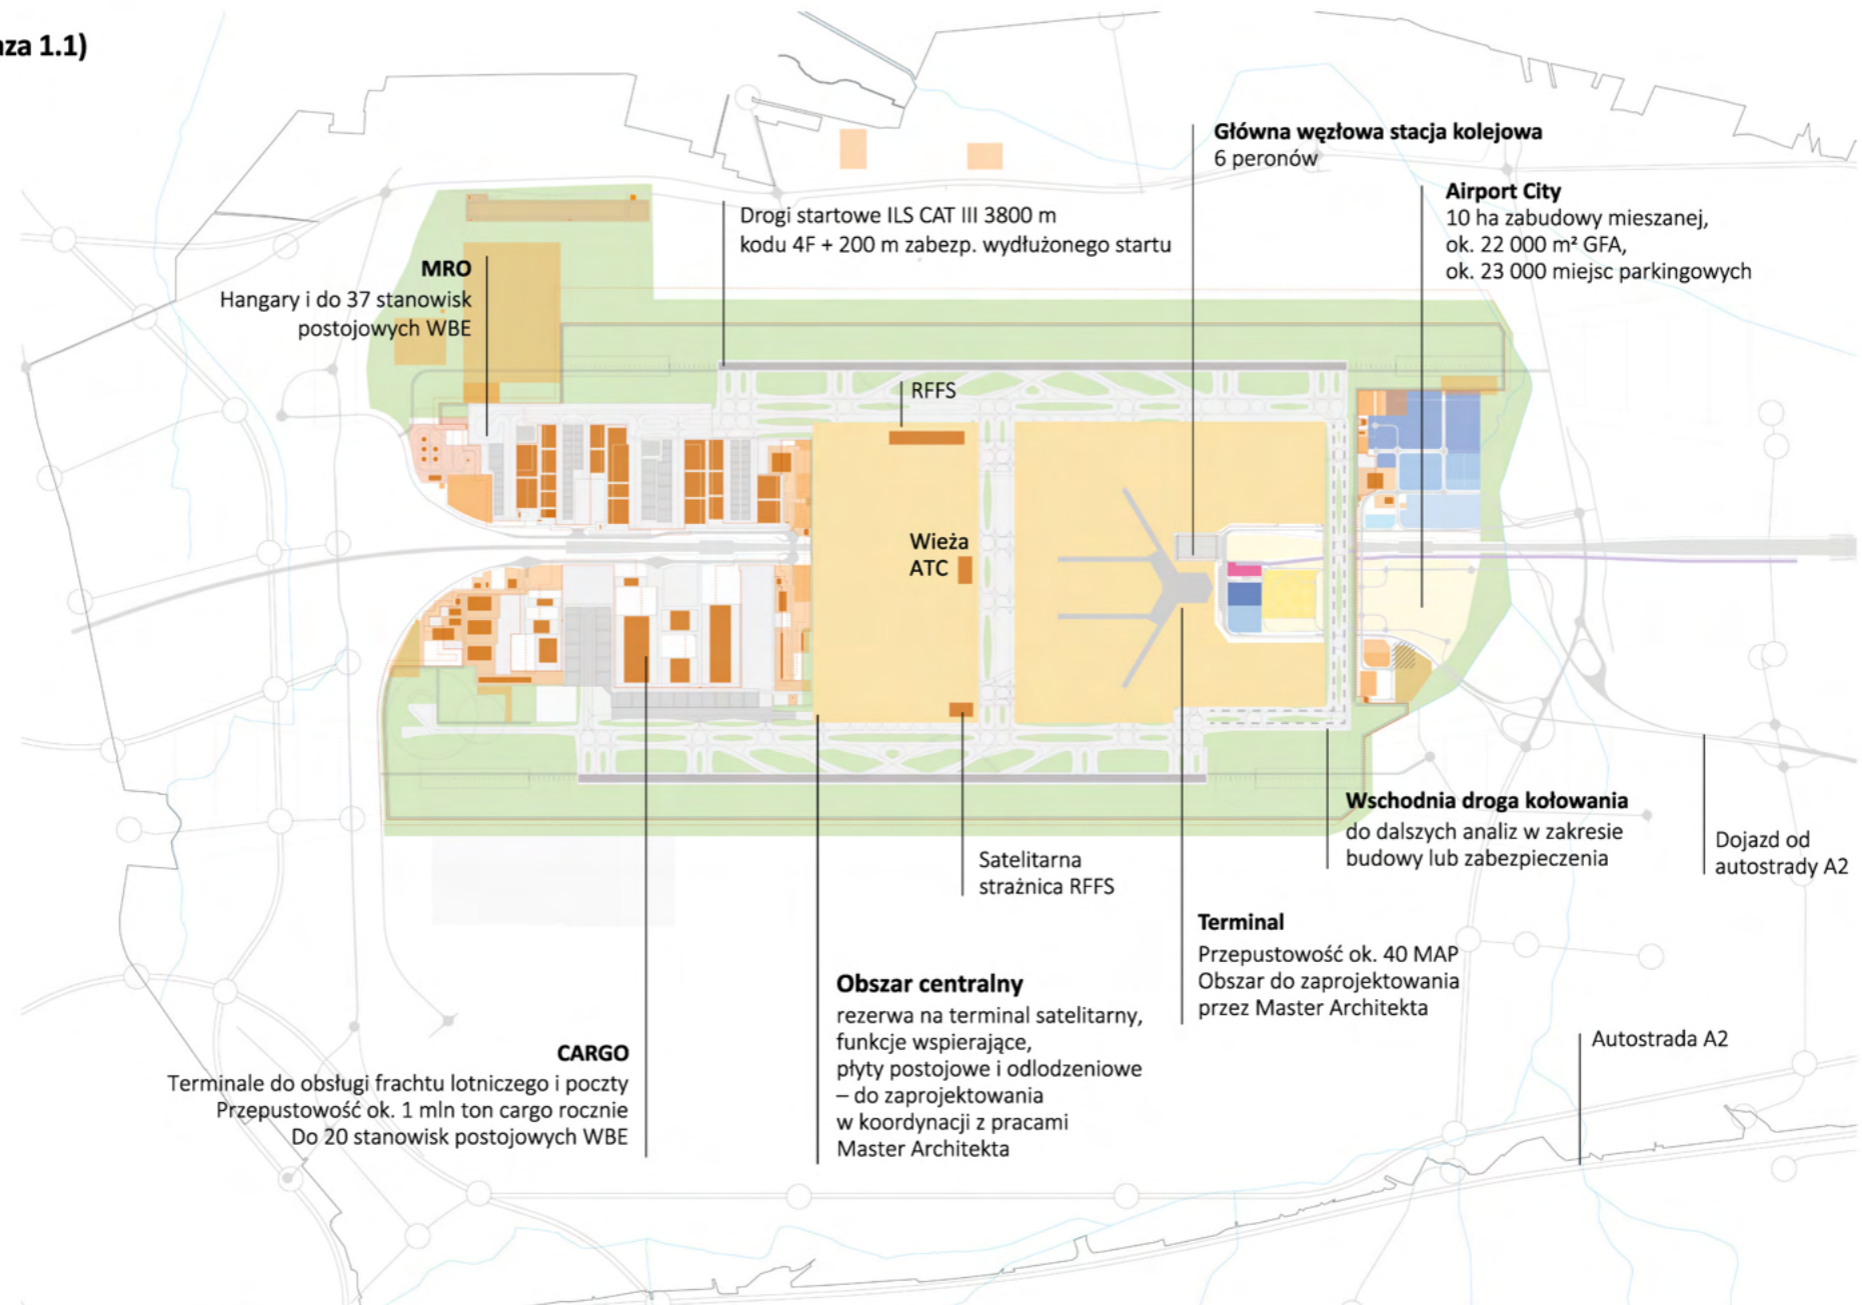 1.1)
Główna węzłowa stacja kolejowa
6 peronów
Airport City
10 ha zabudowy mieszanej,
ok. 22 000 m² GFA,
ok. 23 000 miejsc parkingowych
Drogi startowe ILS CAT III 3800 m
kodu 4F + 200 m zabezp. wydłużonego startu
MRO
Hangary i do 37 stanowisk
postojowych WBE
RFFS
Wieża
ATC
Wschodnia droga kołowania
do dalszych analiz w zakresie
budowy lub zabezpieczenia
Dojazd od
autostrady A2
Satelitarna
strażnica RFFS
Terminal
Przepustowość ok. 40 MAP
Obszar do zaprojektowania
przez Master Architekta
Obszar centralny
rezerwa na terminal satelitarny,
funkcje wspierające,
płyty postojowe i odlodzeniowe
– do zaprojektowania
w koordynacji z pracami
Master Architekta
Autostrada A2
CARGO
Terminale do obsługi frachtu lotniczego i poczty
Przepustowość ok. 1 mln ton cargo rocznie
Do 20 stanowisk postojowych WBE